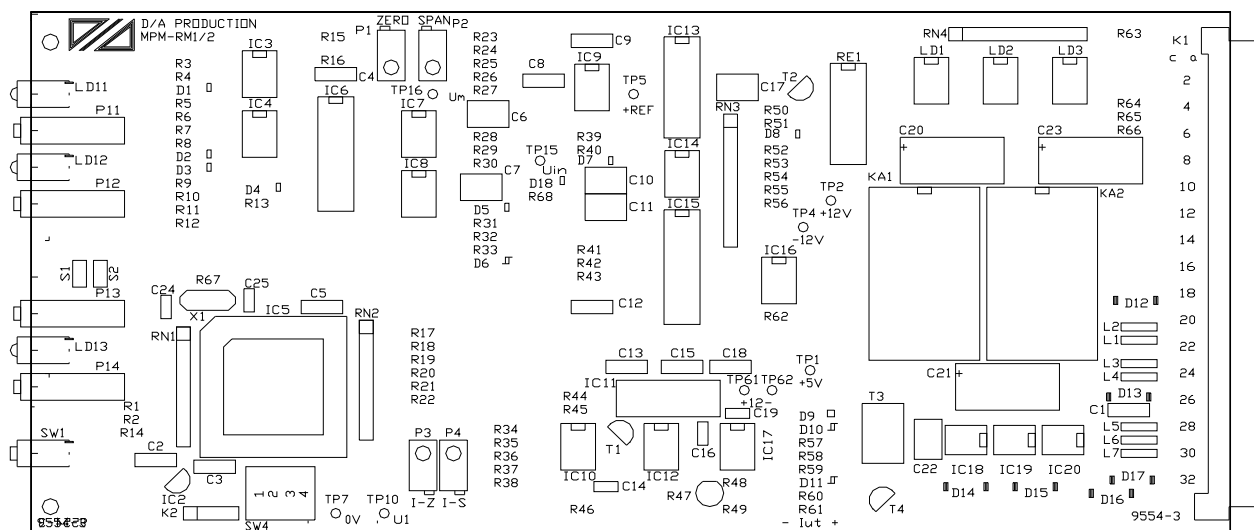 D/A PRODUCTION
MPM-RM1/2
ZERO
SPAN
P1
P2
IC3
R15
R16
C4
R3
R4
D1
R5
R6
R7
R8
D2
D3
R9
R10
R11
R12
LD11
P11
LD12
P12
IC4
IC6
D4
R13
TP16
Um
IC7
IC8
R23
R24
R25
R26
R27
C6
R28
R29
R30
C7
D5
R31
R32
R33
D6
C9
C8
IC9
TP5
+REF
TP15
Uin
D18
R68
R39
R40
D7
C10
C11
R41
R42
R43
C12
IC13
IC14
IC15
RN3
C17
T2
R50
R51
D8
R52
R53
R54
R55
R56
TP2
+12V
TP4
-12V
IC16
R62
RE1
RN4
LD1
LD2
LD3
R63
R64
R65
R66
C20
C23
KA1
KA2
K1
c a
2
4
6
8
10
12
14
16
18
20
22
24
26
28
30
32
S1
S2
P13
LD13
P14
SW1
R1
R2
R14
C24
R67
C25
X1
IC5
C5
RN1
RN2
C2
C3
IC2
K2
SW4
1 2 3 4
R17
R18
R19
R20
R21
R22
P3
P4
I-Z
I-S
TP7
0V
TP10
U1
R34
R35
R36
R37
R38
C13
C15
C18
IC11
R44
R45
IC10
T1
IC12
C14
R46
R47
C16
R48
R49
IC17
C19
TP61
TP62
+12-
TP1
+5V
D9
D10
R57
R58
R59
D11
R60
R61
- Iut +
T3
T4
C21
C22
IC18
IC19
IC20
D14
D15
D16
D17
D12
L2
L1
L3
L4
D13
C1
L5
L6
L7
9554-3